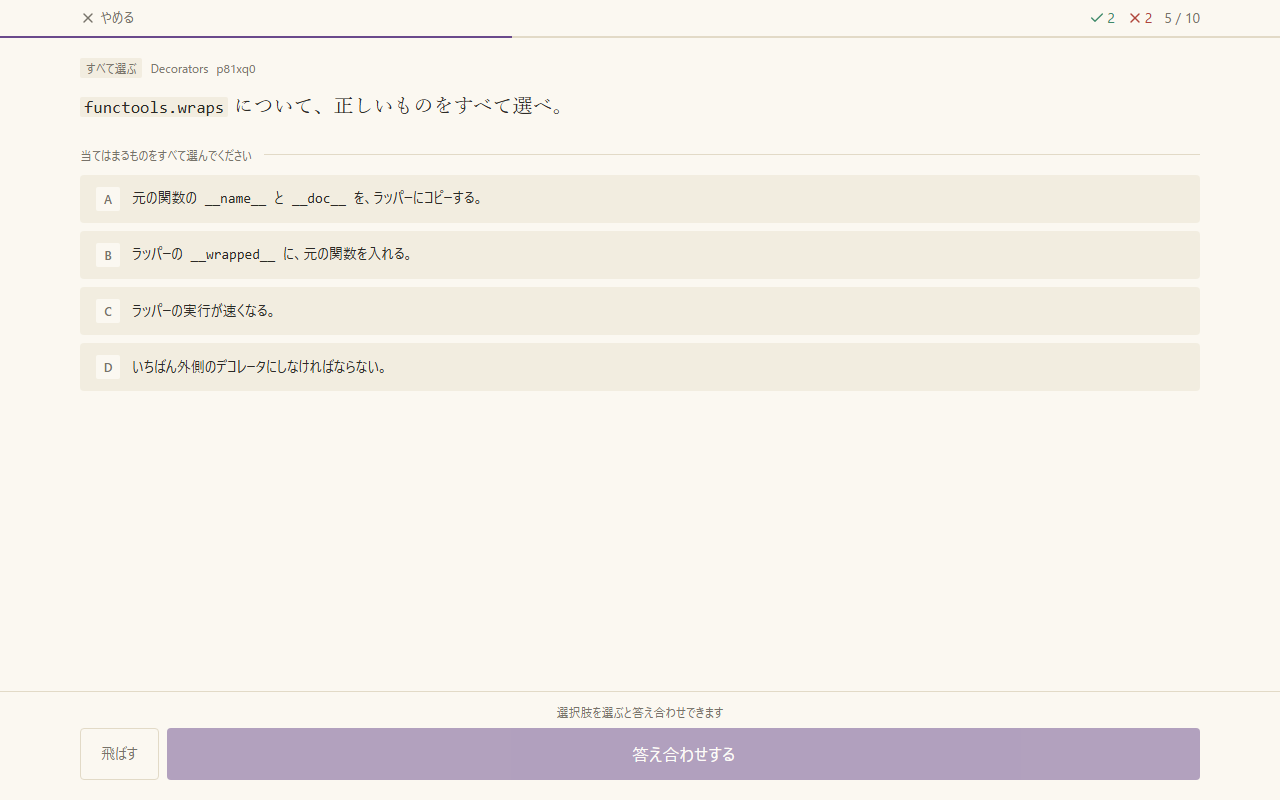 やめる
2 2 5 / 10
すべて選ぶ Decorators p81xq0
functools.wraps について、正しいものをすべて選べ。
当てはまるものをすべて選んでください
A 元の関数の __name__ と __doc__ を、ラッパーにコピーする。
B ラッパーの __wrapped__ に、元の関数を入れる。
C ラッパーの実行が速くなる。
D いちばん外側のデコレータにしなければならない。
選択肢を選ぶと答え合わせできます
飛ばす 答え合わせする